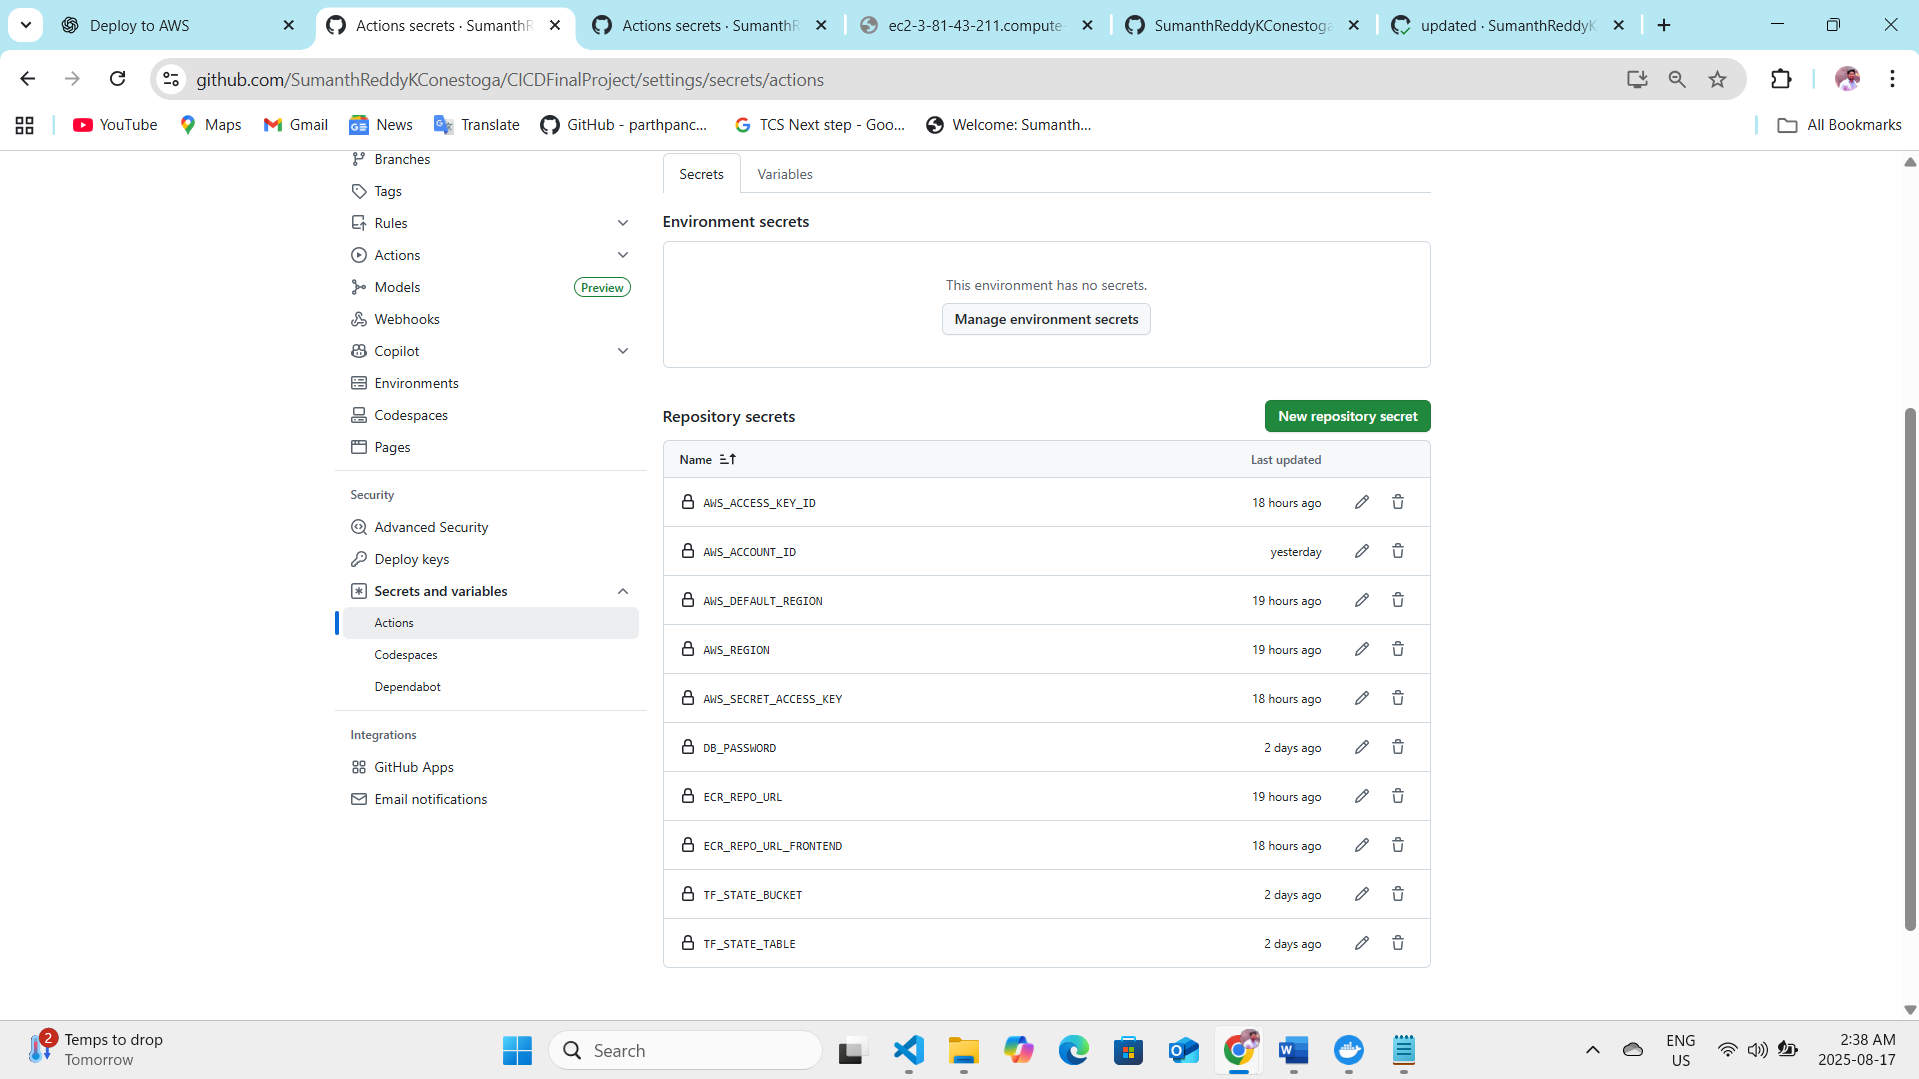 Deploy to AWS
Actions secrets · SumanthR
Actions secrets · SumanthR
ec2-3-81-43-211.compute-
SumanthReddyKConestoga
updated · SumanthReddyK
github.com/SumanthReddyKConestoga/CICDFinalProject/settings/secrets/actions
YouTube
Maps
Gmail
News
Translate
GitHub - parthpanc...
TCS Next step - Goo...
Welcome: Sumanth...
All Bookmarks
Branches
Tags
Rules
Actions
Models
Preview
Webhooks
Copilot
Environments
Codespaces
Pages
Security
Advanced Security
Deploy keys
Secrets and variables
Actions
Codespaces
Dependabot
Integrations
GitHub Apps
Email notifications
Secrets
Variables
Environment secrets
This environment has no secrets.
Manage environment secrets
Repository secrets
New repository secret
Name
Last updated
AWS_ACCESS_KEY_ID
18 hours ago
AWS_ACCOUNT_ID
yesterday
AWS_DEFAULT_REGION
19 hours ago
AWS_REGION
19 hours ago
AWS_SECRET_ACCESS_KEY
18 hours ago
DB_PASSWORD
2 days ago
ECR_REPO_URL
19 hours ago
ECR_REPO_URL_FRONTEND
18 hours ago
TF_STATE_BUCKET
2 days ago
TF_STATE_TABLE
2 days ago
2
Temps to drop
Tomorrow
Search
ENG
US
2:38 AM
2025-08-17